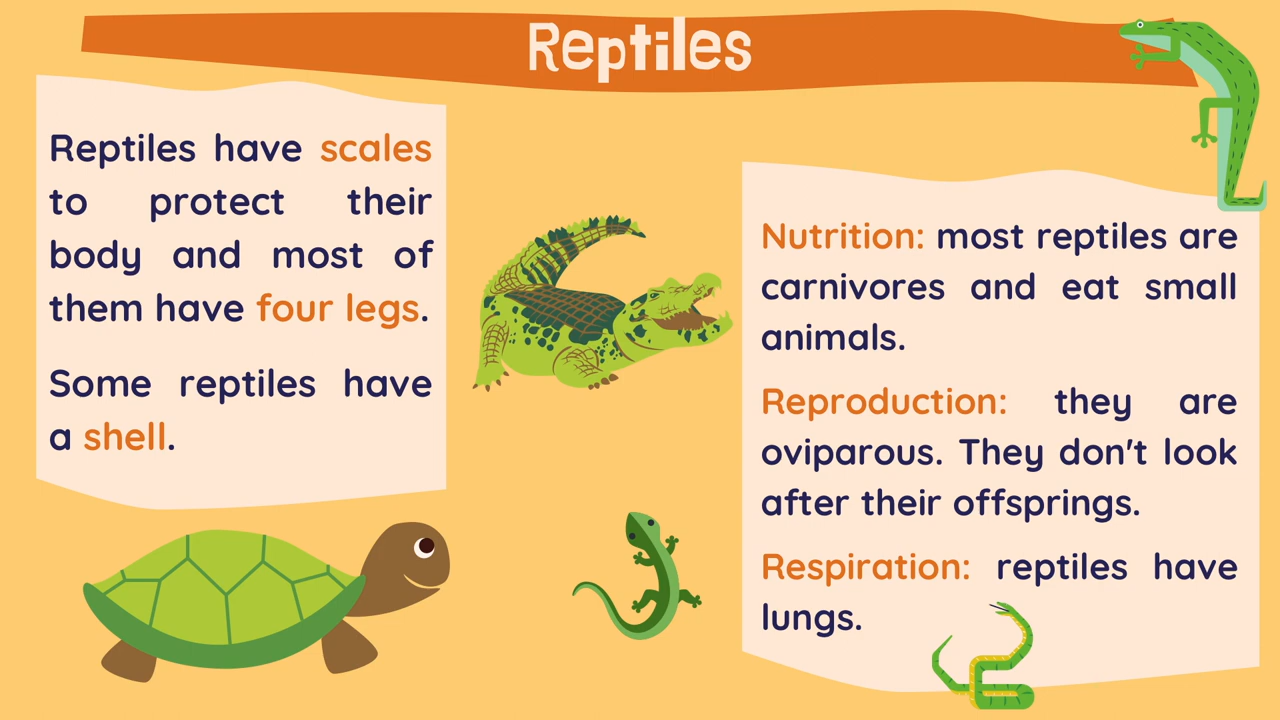 Reptiles
Reptiles have scales
to protect their
body and most of
them have four legs.
Some reptiles have
a shell.
Nutrition: most reptiles are
carnivores and eat small
animals.
Reproduction: they are
oviparous. They don't look
after their offsprings.
Respiration: reptiles have
lungs.